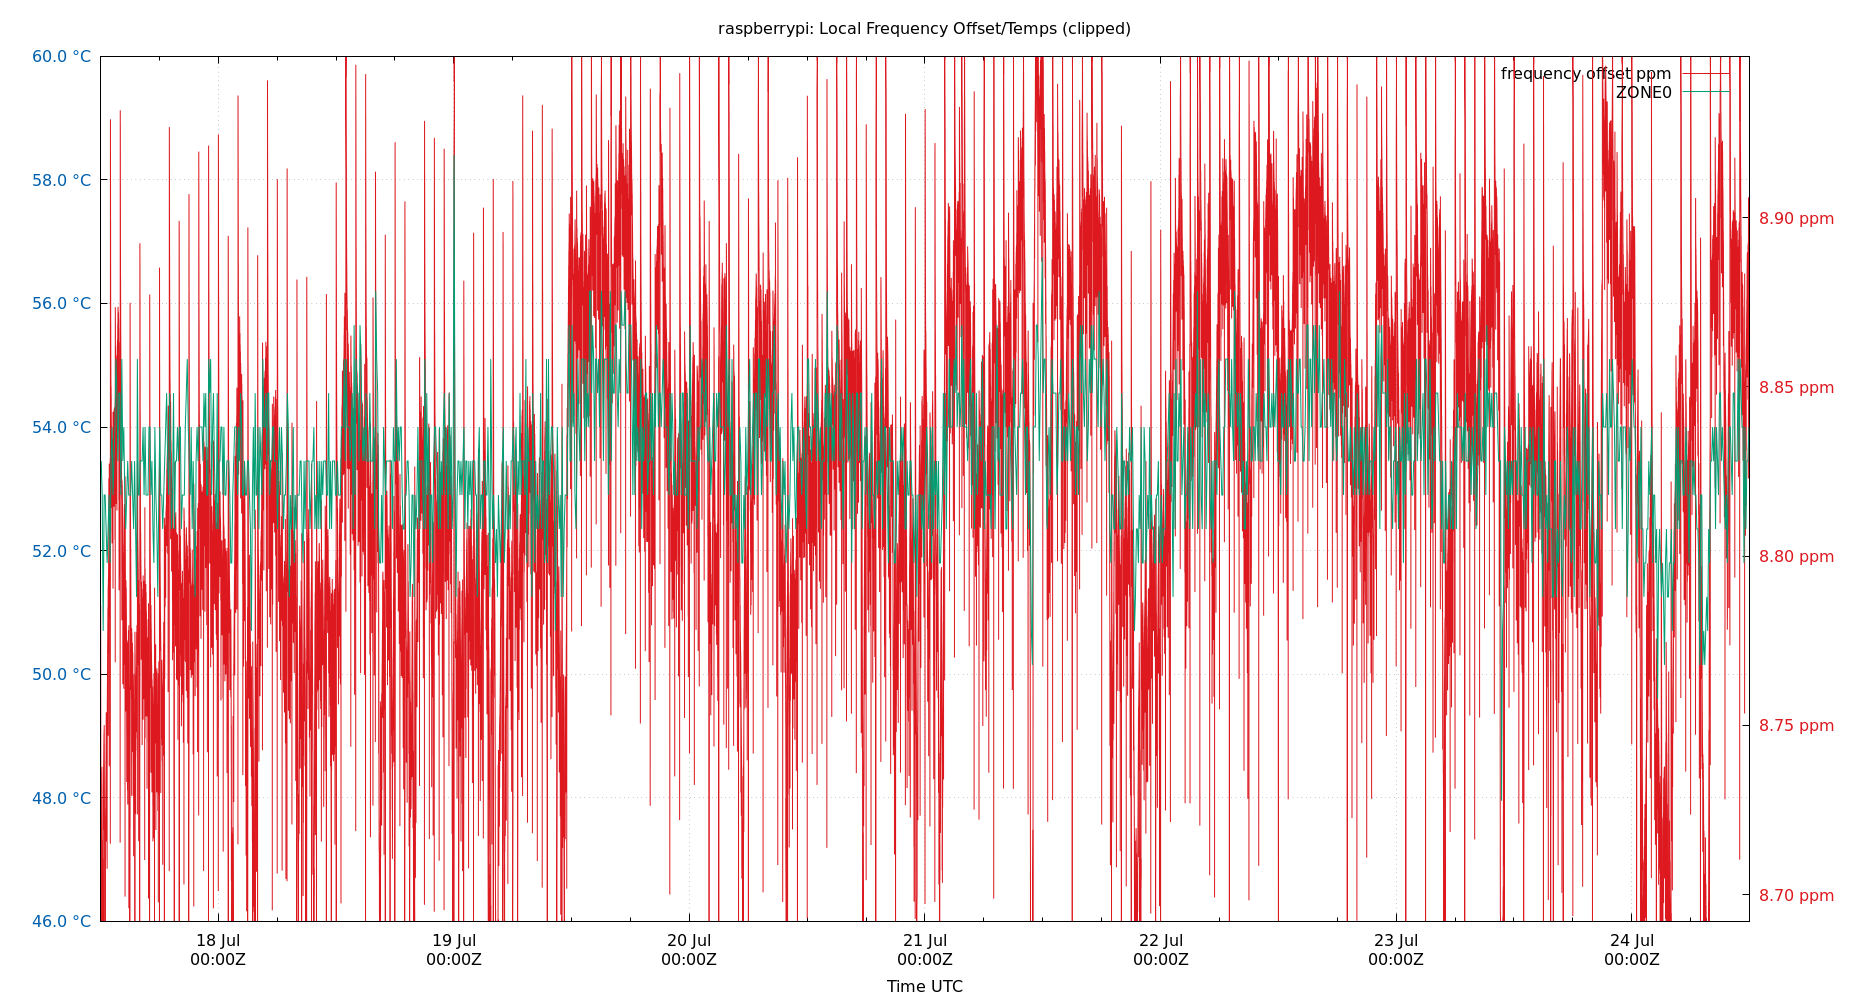 raspberrypi: Local Frequency Offset/Temps (clipped)
60.0 °C
58.0 °C
56.0 °C
54.0 °C
52.0 °C
50.0 °C
48.0 °C
46.0 °C
frequency offset ppm
ZONE0
8.90 ppm
8.85 ppm
8.80 ppm
8.75 ppm
8.70 ppm
18 Jul
00:00Z
19 Jul
00:00Z
20 Jul
00:00Z
21 Jul
00:00Z
22 Jul
00:00Z
23 Jul
00:00Z
24 Jul
00:00Z
Time UTC